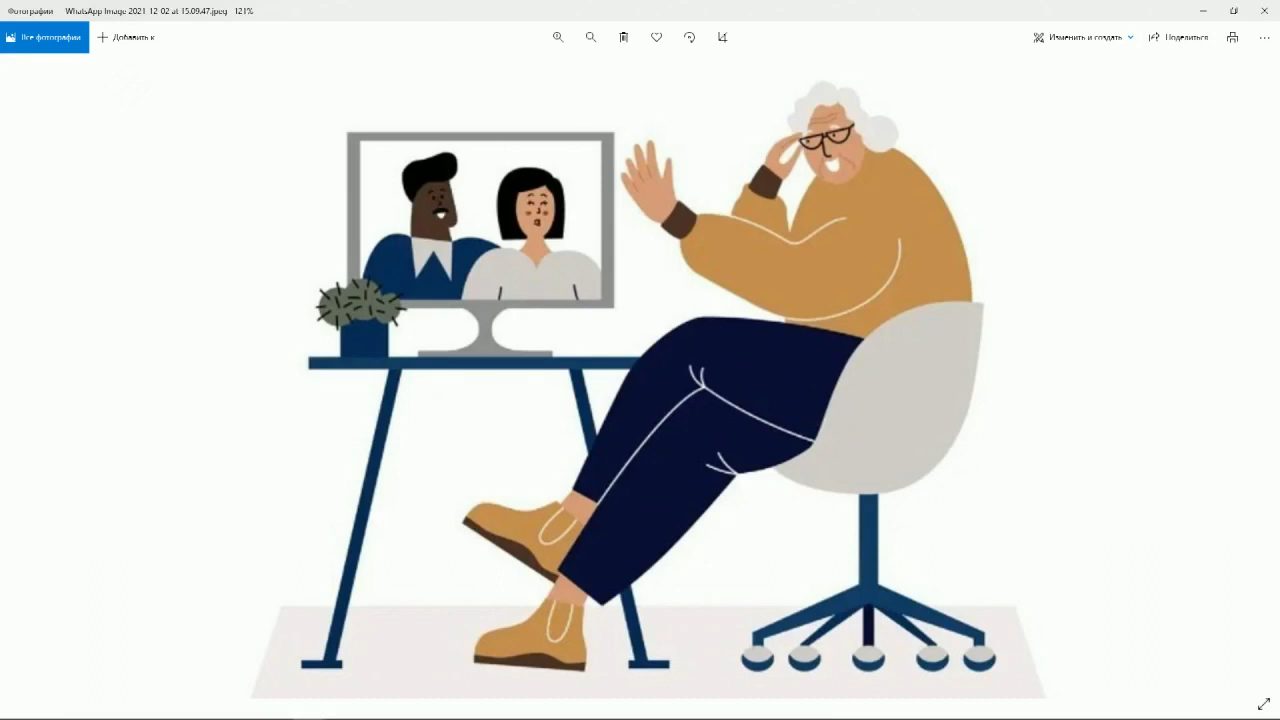 Фотографии WhatsApp Image 2021-12-02 at 15.09.47.jpeg - 121%
Все фотографии
Добавить к
Изменить и создать
Поделиться